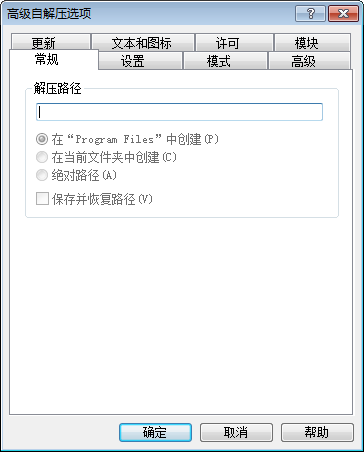 高级自解压选项
更新 文本和图标 许可 模块
常规 设置 模式 高级
解压路径
在“Program Files”中创建(P)
在当前文件夹中创建(C)
绝对路径(A)
保存并恢复路径(V)
确定 取消 帮助